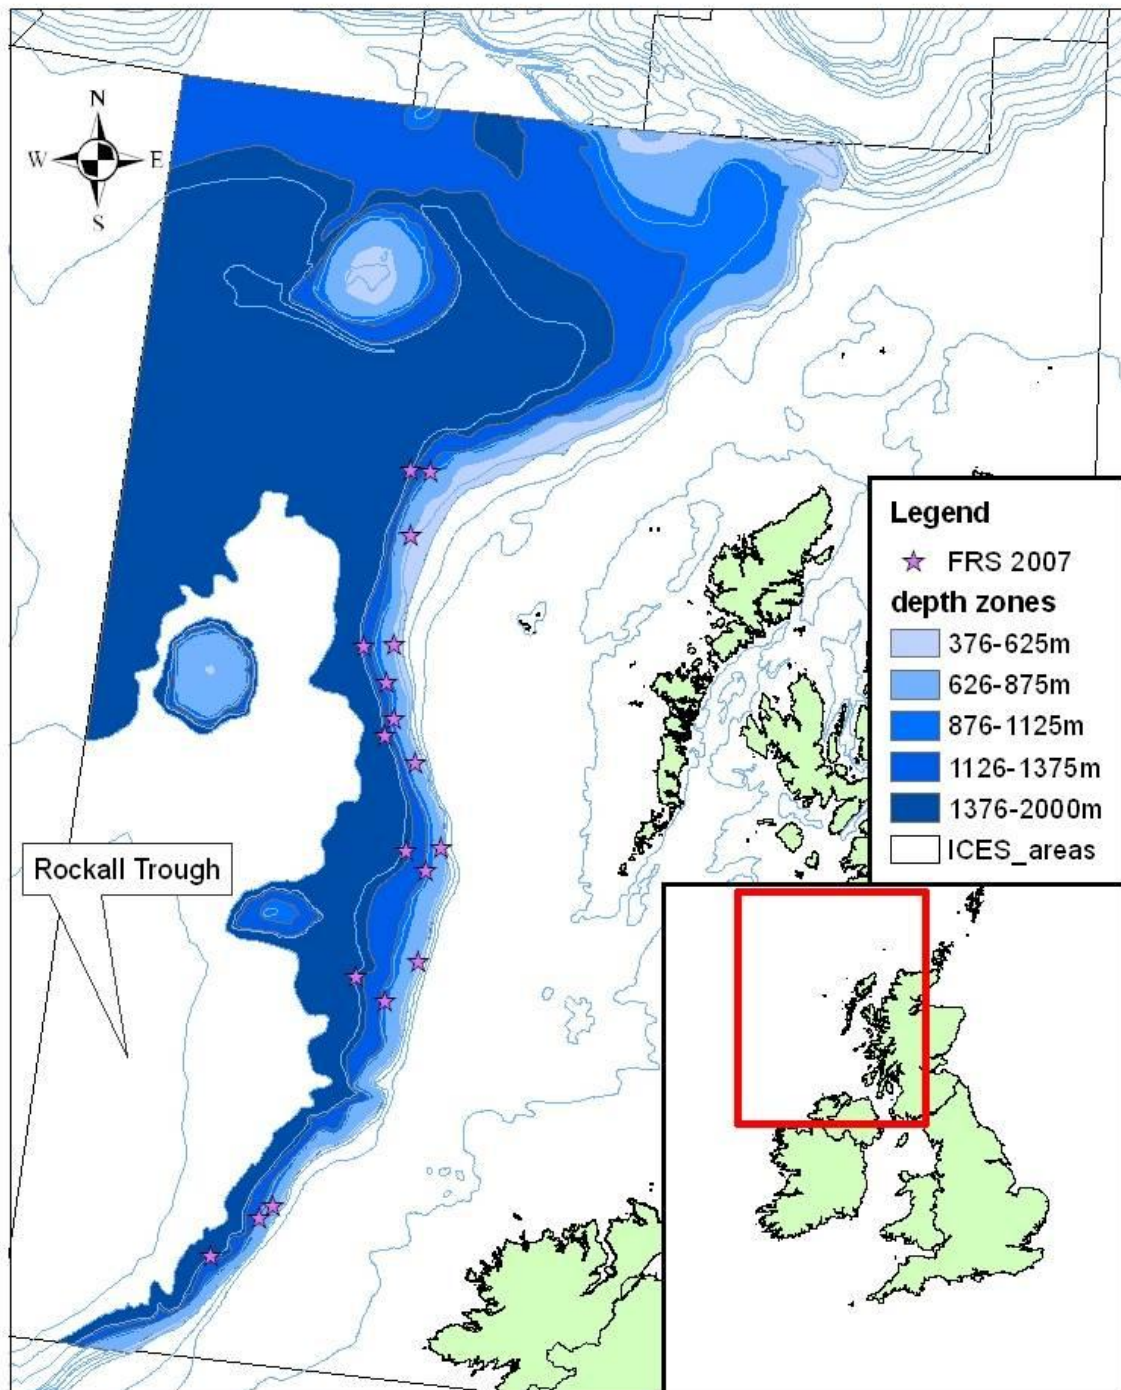 N
W E
S
Legend
FRS 2007
depth zones
376-625m
626-875m
876-1125m
1126-1375m
1376-2000m
ICES_areas
Rockall Trough